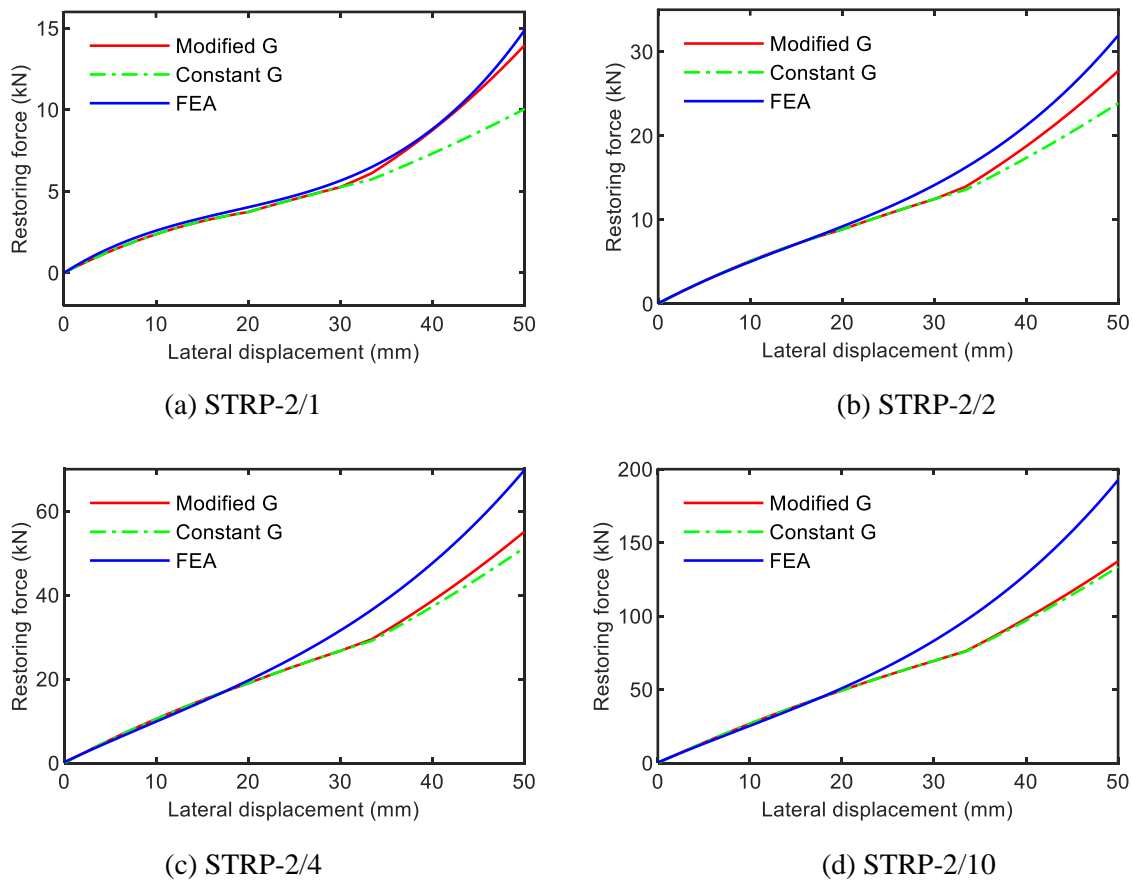 15
10
5
0
Restoring force (kN)
Modified G
Constant G
FEA
0 10 20 30 40 50
Lateral displacement (mm)
(a) STRP-2/1
30
20
10
0
Restoring force (kN)
Modified G
Constant G
FEA
0 10 20 30 40 50
Lateral displacement (mm)
(b) STRP-2/2
60
40
20
0
Restoring force (kN)
Modified G
Constant G
FEA
0 10 20 30 40 50
Lateral displacement (mm)
(c) STRP-2/4
200
150
100
50
0
Restoring force (kN)
Modified G
Constant G
FEA
0 10 20 30 40 50
Lateral displacement (mm)
(d) STRP-2/10